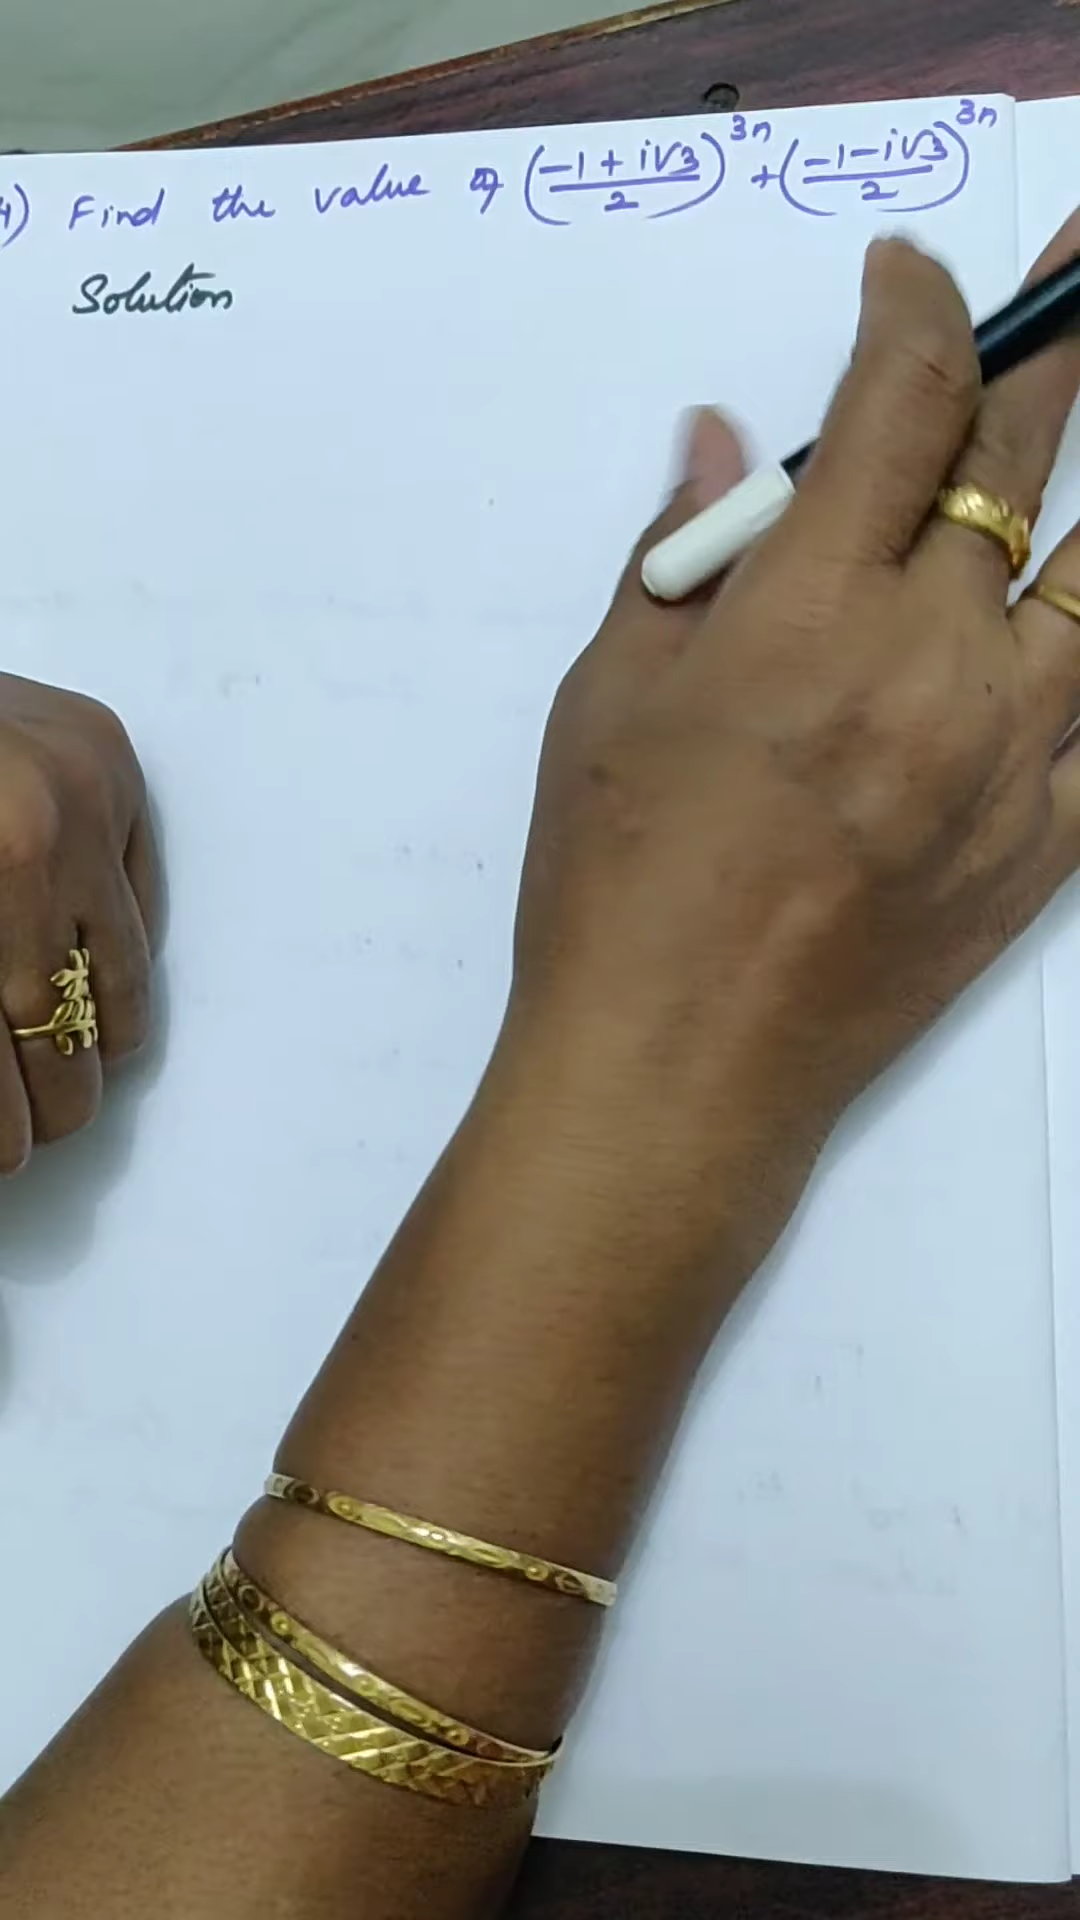 4) Find the value of (-1+i√3/2)^3n + (-1-i√3/2)^3n
Solution